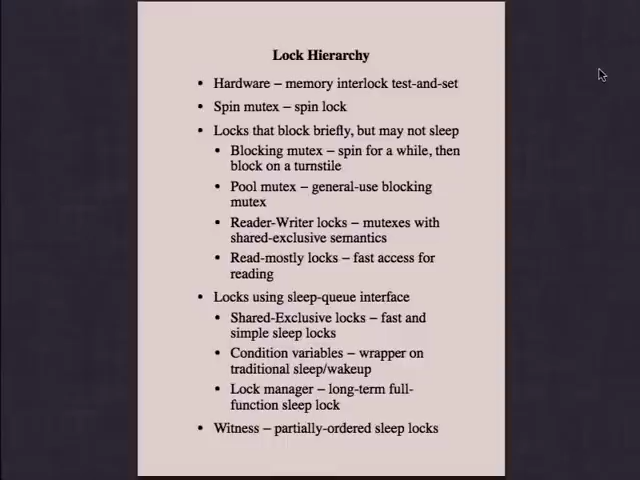 Lock Hierarchy
• Hardware – memory interlock test-and-set
• Spin mutex – spin lock
• Locks that block briefly, but may not sleep
• Blocking mutex – spin for a while, then
block on a turnstile
• Pool mutex – general-use blocking
mutex
• Reader-Writer locks – mutexes with
shared-exclusive semantics
• Read-mostly locks – fast access for
reading
• Locks using sleep-queue interface
• Shared-Exclusive locks – fast and
simple sleep locks
• Condition variables – wrapper on
traditional sleep/wakeup
• Lock manager – long-term full-
function sleep lock
• Witness – partially-ordered sleep locks